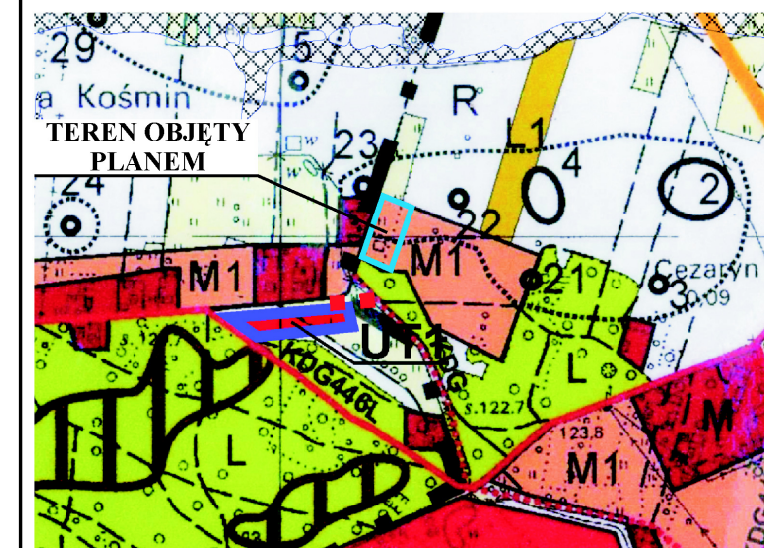 29
5
a Kośmin
R
TEREN OBJĘTY
PLANEM
L1
23
4
w
w
24
2
22
M1
M1
21
Cezaryn
3
UT1
KDG
KDG446L
L
s.122.7
M
L
123,8
M1